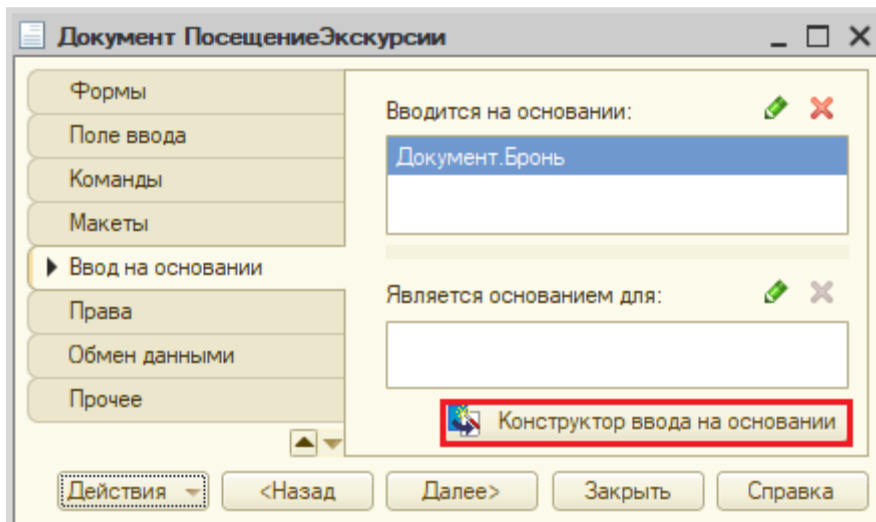 Документ ПосещениеЭкскурсии
Формы
Поле ввода
Команды
Макеты
Ввод на основании
Права
Обмен данными
Прочее
Вводится на основании:
Документ.Бронь
Является основанием для:
Конструктор ввода на основании
Действия
<Назад
Далее>
Закрыть
Справка